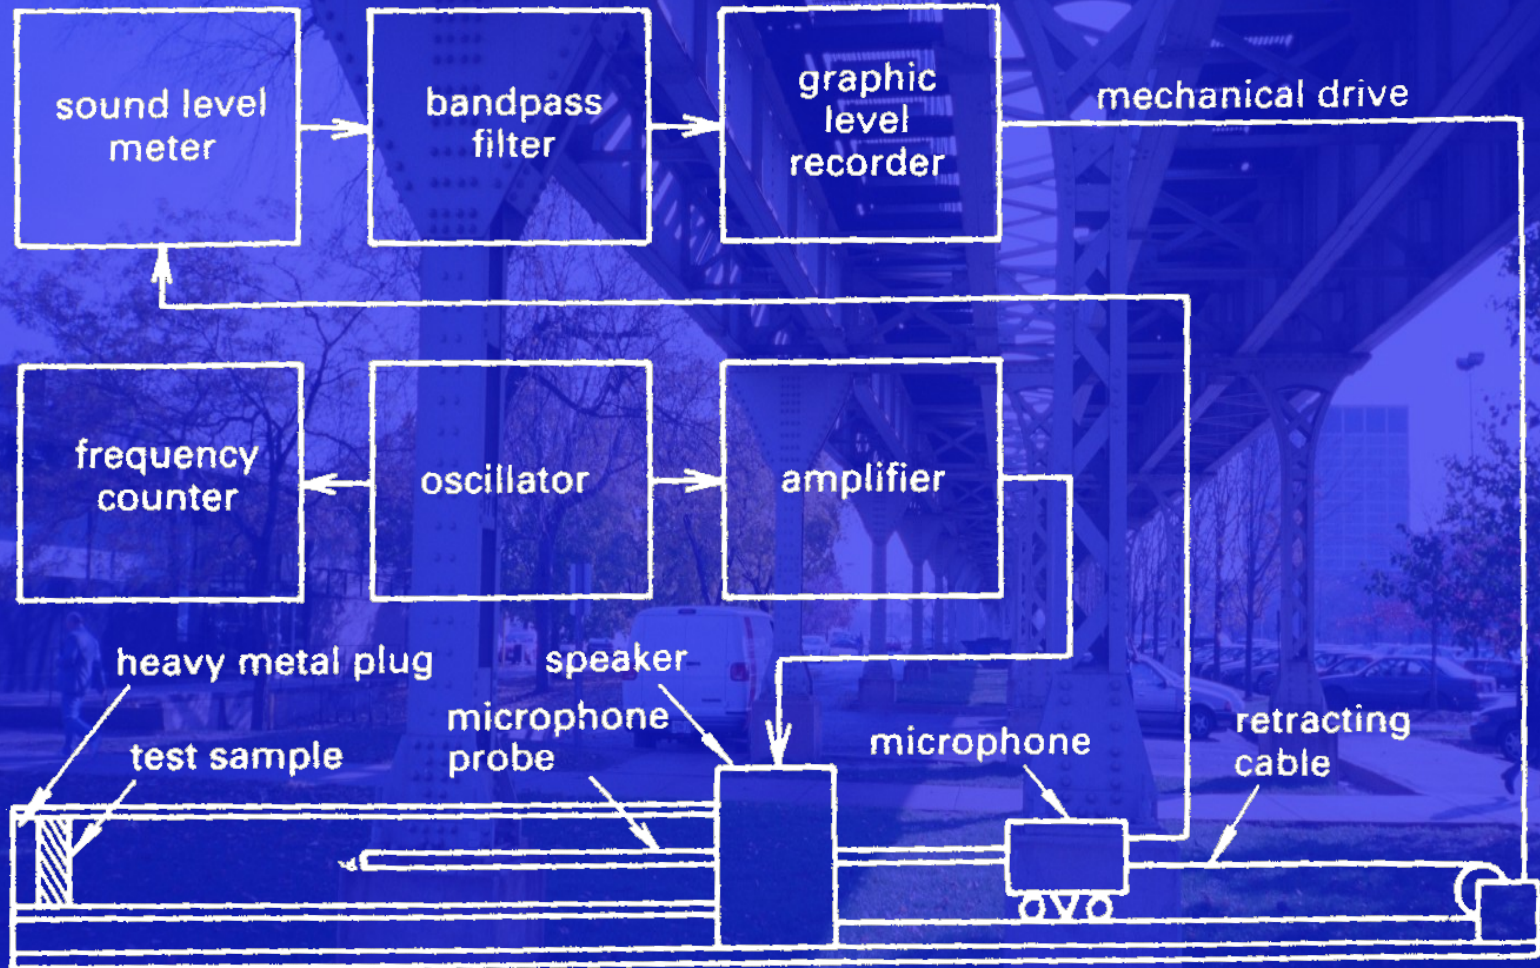 sound level
meter
bandpass
filter
graphic
level
recorder
mechanical drive
frequency
counter
oscillator
amplifier
heavy metal plug
speaker
microphone
probe
test sample
microphone
retracting
cable